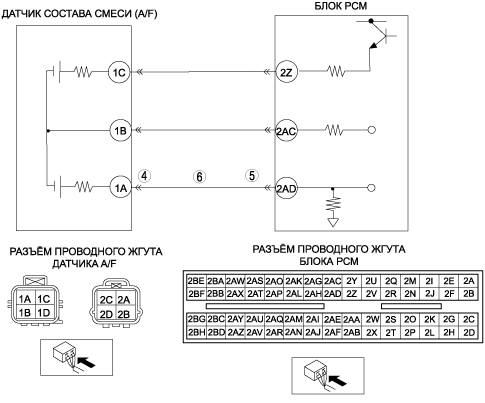 ДАТЧИК СОСТАВА СМЕСИ (A/F)
БЛОК PCM
1C
2Z
1B
2AC
4
6
5
1A
2AD
РАЗЪЁМ ПРОВОДНОГО ЖГУТА
ДАТЧИКА A/F
РАЗЪЁМ ПРОВОДНОГО ЖГУТА
БЛОКА PCM
1A 1C
1B 1D
2C 2A
2D 2B
2BE 2BA 2AW 2AS 2AO 2AK 2AG 2AC 2Y 2U 2Q 2M 2I 2E 2A
2BF 2BB 2AX 2AT 2AP 2AL 2AH 2AD 2Z 2V 2R 2N 2J 2F 2B
2BG 2BC 2AY 2AU 2AQ 2AM 2AI 2AE 2AA 2W 2S 2O 2K 2G 2C
2BH 2BD 2AZ 2AV 2AR 2AN 2AJ 2AF 2AB 2X 2T 2P 2L 2H 2D